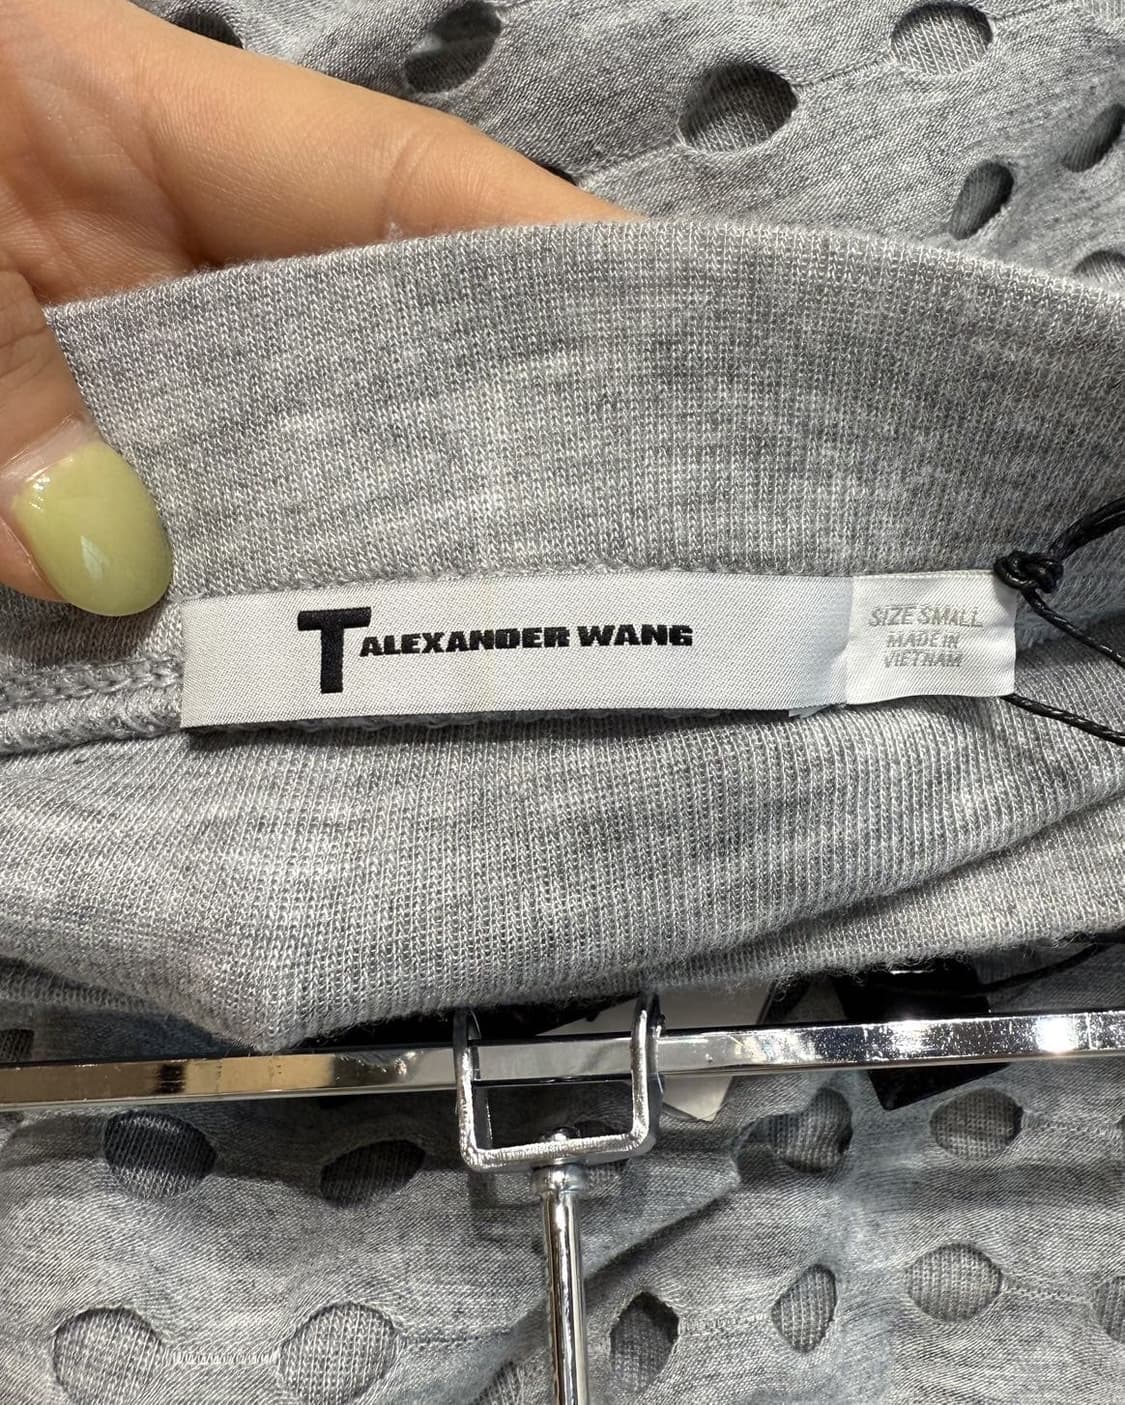 T ALEXANDER WANG
SIZE SMALL
MADE IN
VIETNAM